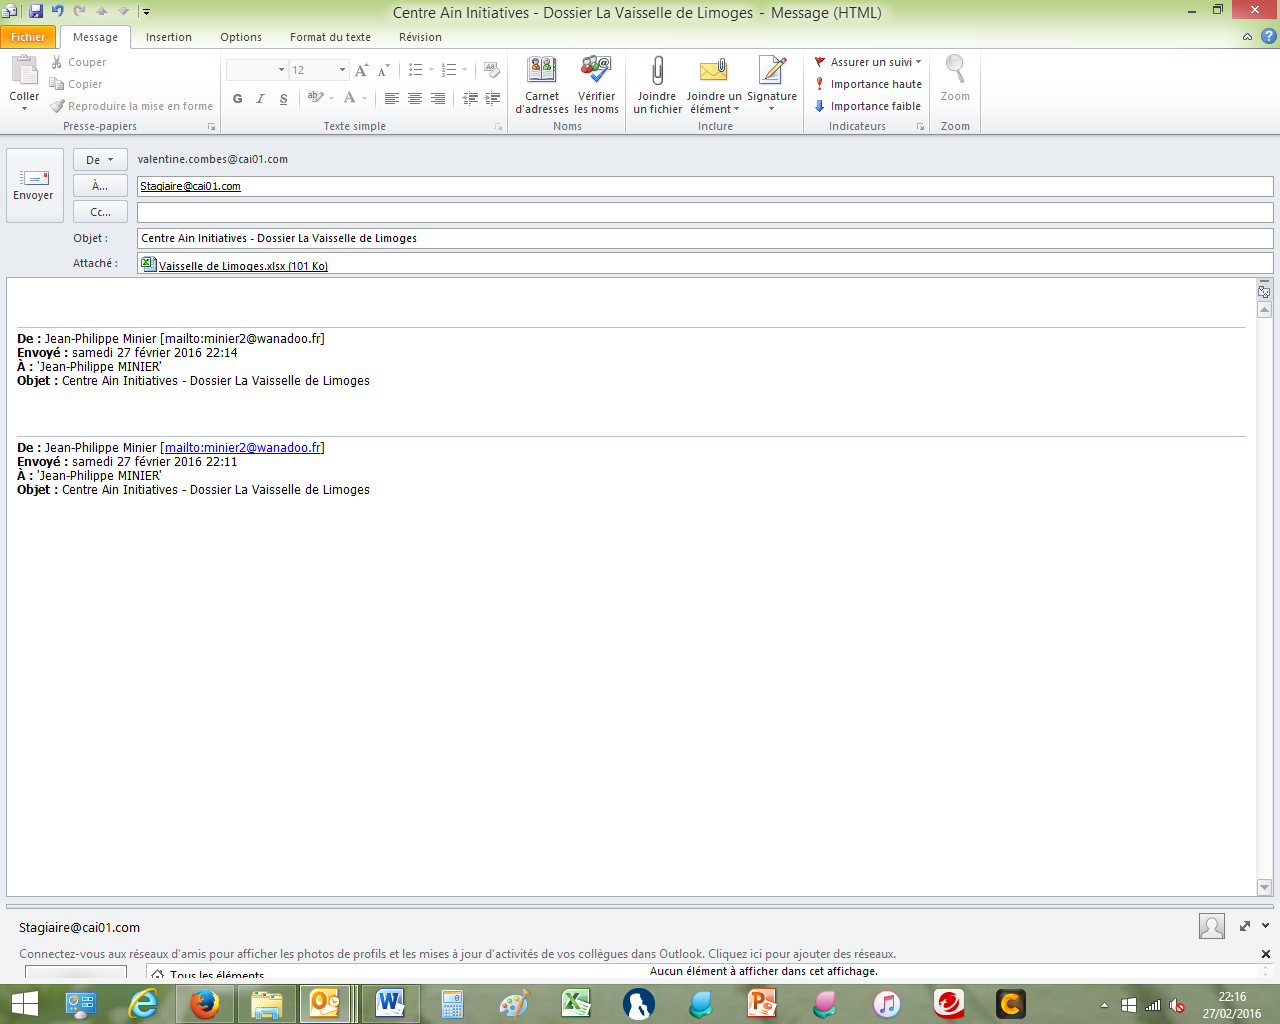 Centre Ain Initiatives - Dossier La Vaisselle de Limoges - Message (HTML)
Fichier Message Insertion Options Format du texte Révision
Coller
Couper
Copier
Reproduire la mise en forme
Presse-papiers
12
G I S
Texte simple
Carnet d'adresses
Vérifier les noms
Noms
Joindre un fichier
Joindre un élément
Signature
Inclure
Assurer un suivi
Importance haute
Importance faible
Indicateurs
Zoom
Zoom
Envoyer
De valentine.combes@cai01.com
À... Stagiaire@cai01.com
Cc...
Objet : Centre Ain Initiatives - Dossier La Vaisselle de Limoges
Attaché : Vaisselle de Limoges.xlsx (101 Ko)
De : Jean-Philippe Minier [mailto:minier2@wanadoo.fr]
Envoyé : samedi 27 février 2016 22:14
À : 'Jean-Philippe MINIER'
Objet : Centre Ain Initiatives - Dossier La Vaisselle de Limoges
De : Jean-Philippe Minier [mailto:minier2@wanadoo.fr]
Envoyé : samedi 27 février 2016 22:11
À : 'Jean-Philippe MINIER'
Objet : Centre Ain Initiatives - Dossier La Vaisselle de Limoges
Stagiaire@cai01.com
Connectez-vous aux réseaux d'amis pour afficher les photos de profils et les mises à jour d'activités de vos collègues dans Outlook. Cliquez ici pour ajouter des réseaux.
Tous les éléments
Aucun élément à afficher dans cet affichage.
22:16
27/02/2016